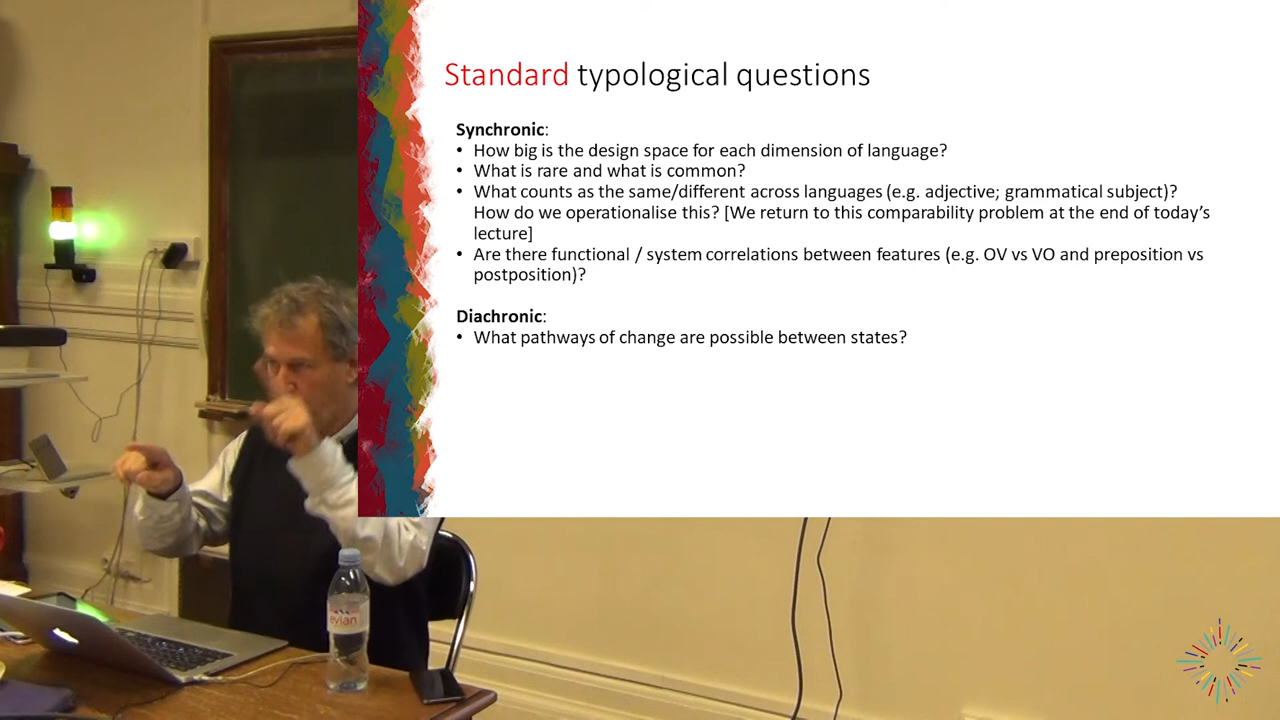 Standard typological questions
Synchronic:
• How big is the design space for each dimension of language?
• What is rare and what is common?
• What counts as the same/different across languages (e.g. adjective; grammatical subject)?
How do we operationalise this? [We return to this comparability problem at the end of today’s
lecture]
• Are there functional / system correlations between features (e.g. OV vs VO and preposition vs
postposition)?
Diachronic:
• What pathways of change are possible between states?
evian